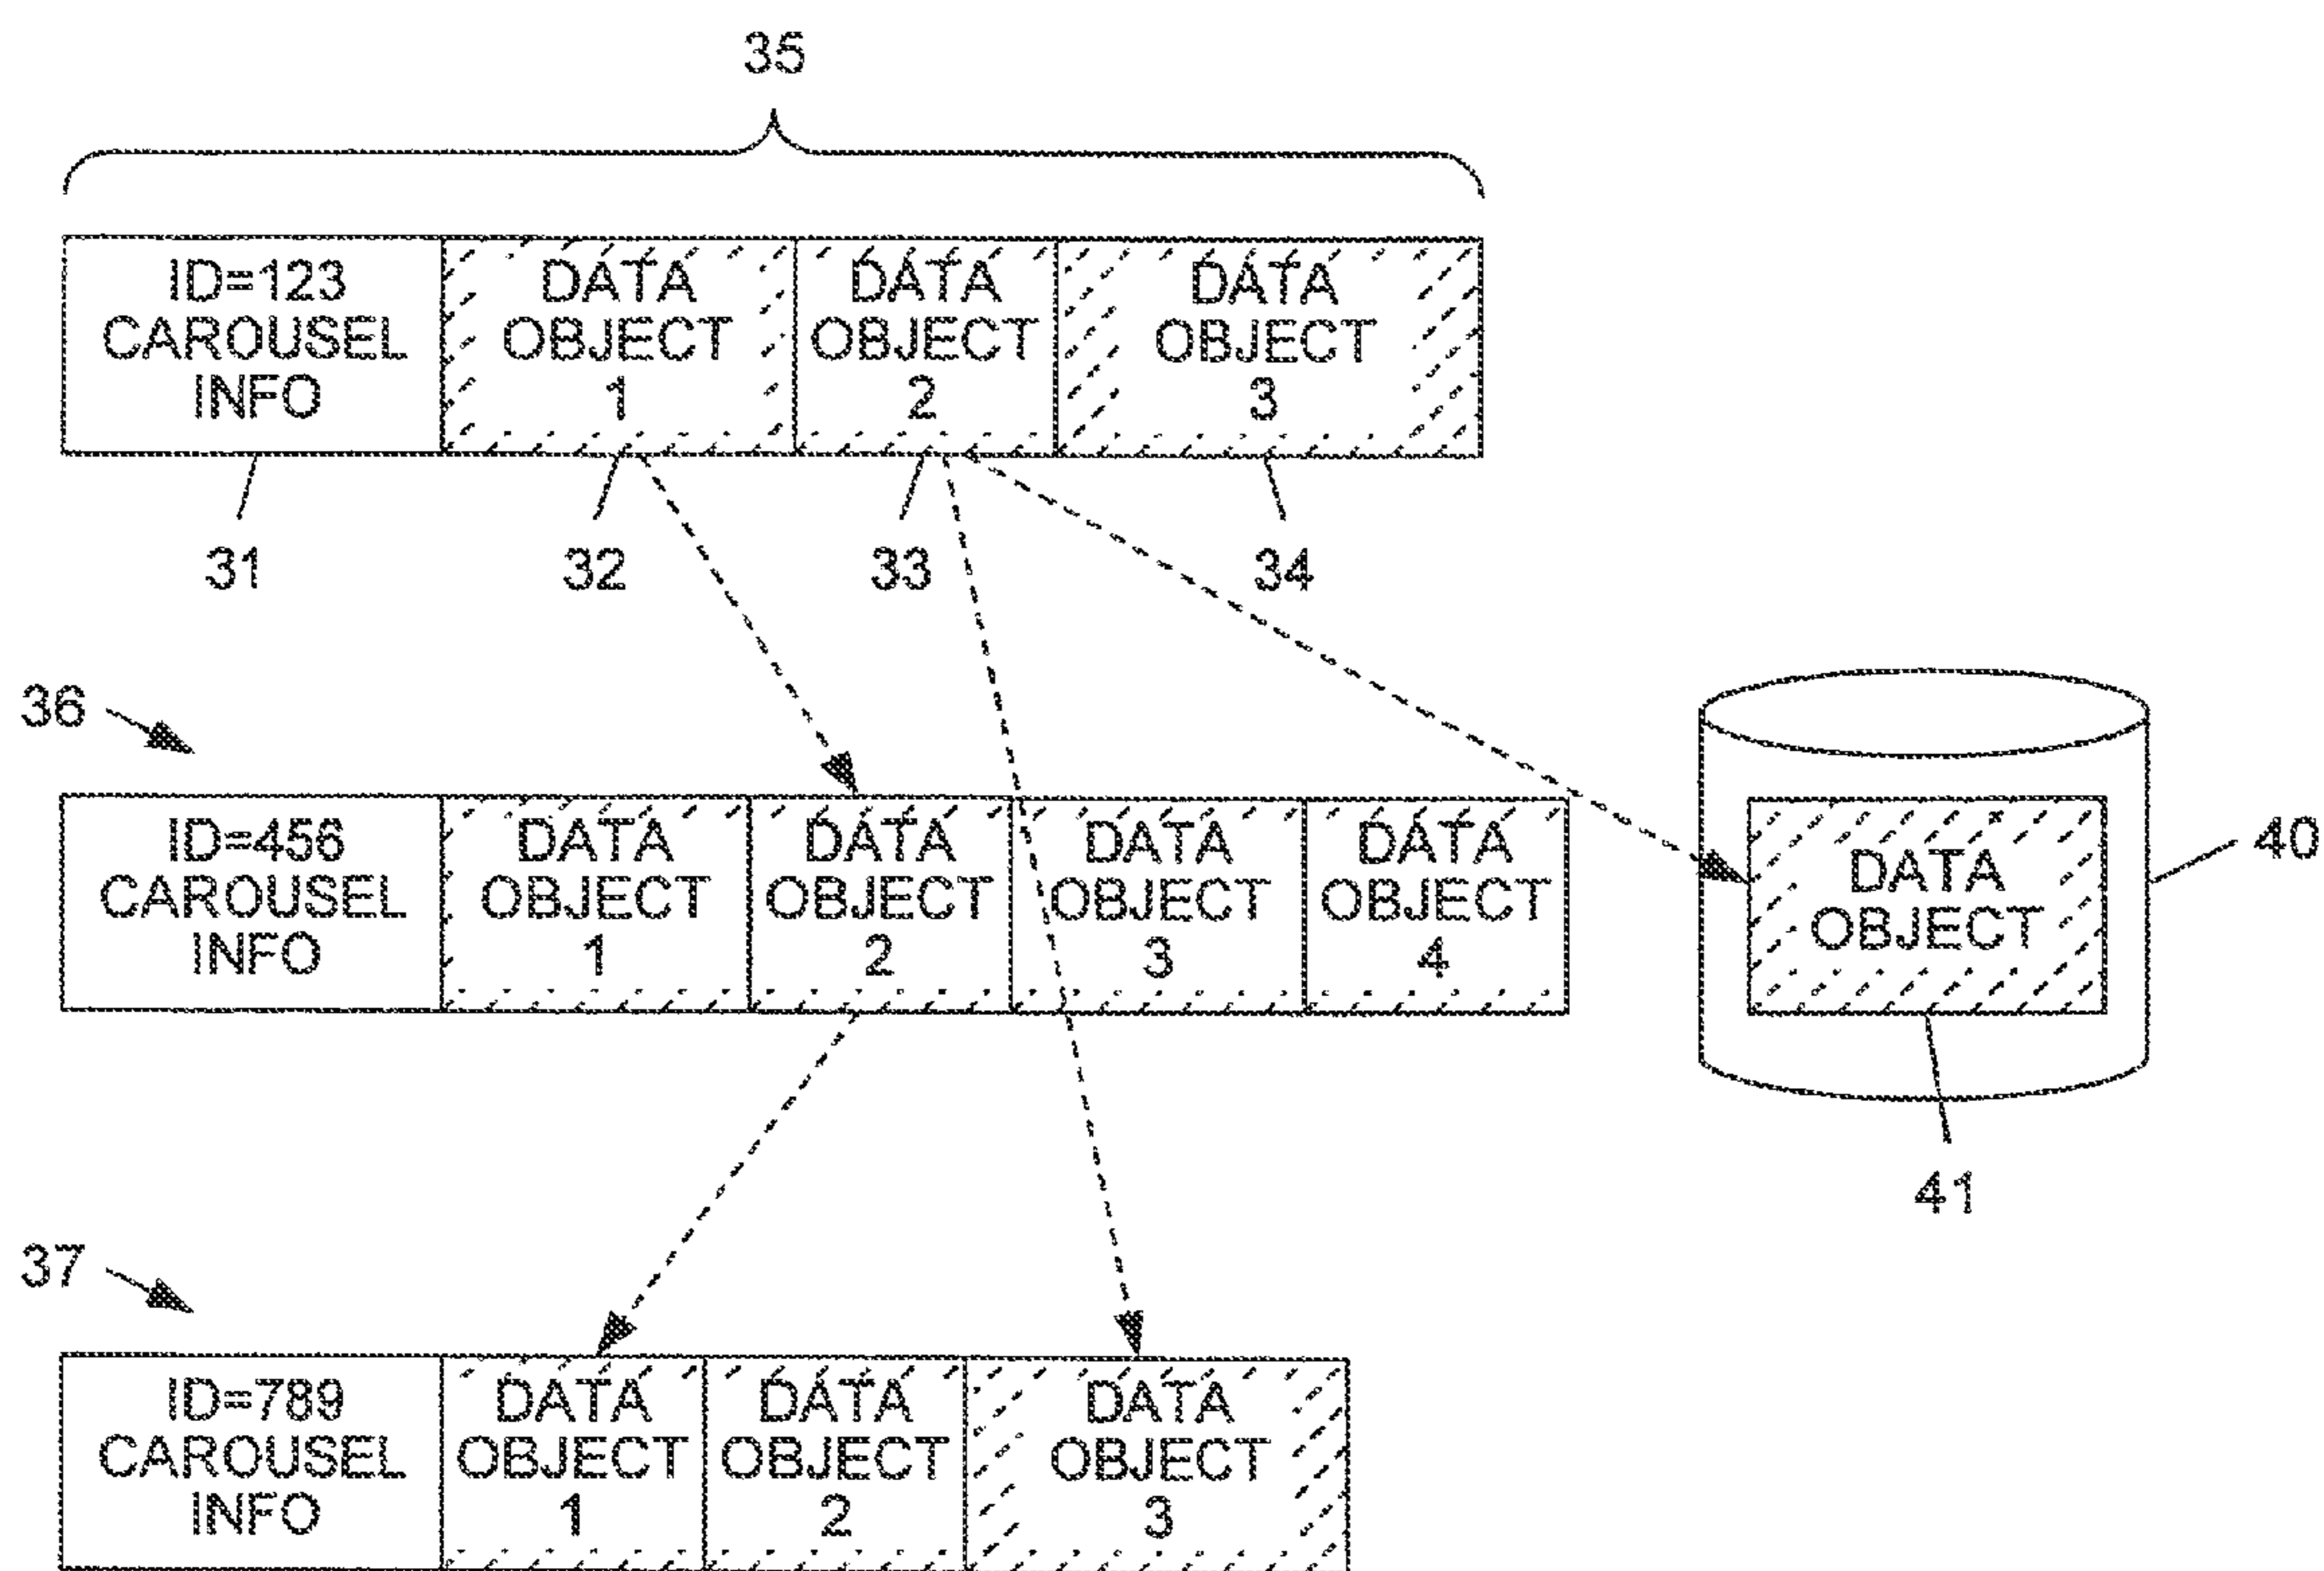 35
ID=123
CAROUSEL
INFO
DATA
OBJECT
1
DATA
OBJECT
2
DATA
OBJECT
3
31
32
33
34
36
ID=456
CAROUSEL
INFO
DATA
OBJECT
1
DATA
OBJECT
2
DATA
OBJECT
3
DATA
OBJECT
4
DATA
OBJECT
40
41
37
ID=789
CAROUSEL
INFO
DATA
OBJECT
1
DATA
OBJECT
2
DATA
OBJECT
3